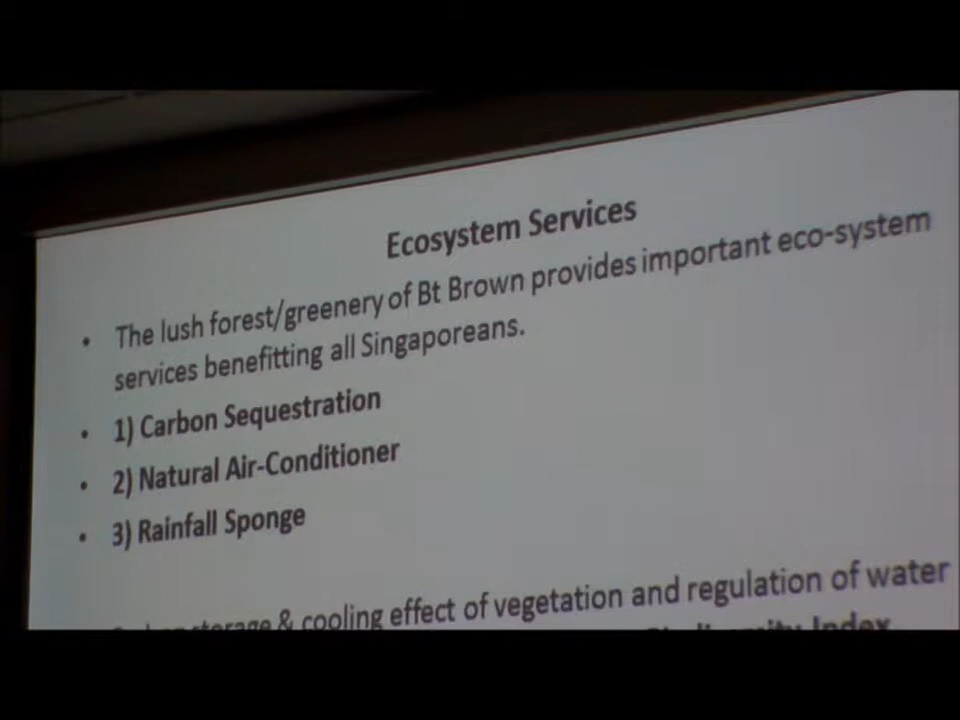 Ecosystem Services
• The lush forest/greenery of Bt Brown provides important eco-system
services benefitting all Singaporeans.
• 1) Carbon Sequestration
• 2) Natural Air-Conditioner
• 3) Rainfall Sponge
storage & cooling effect of vegetation and regulation of water
Index